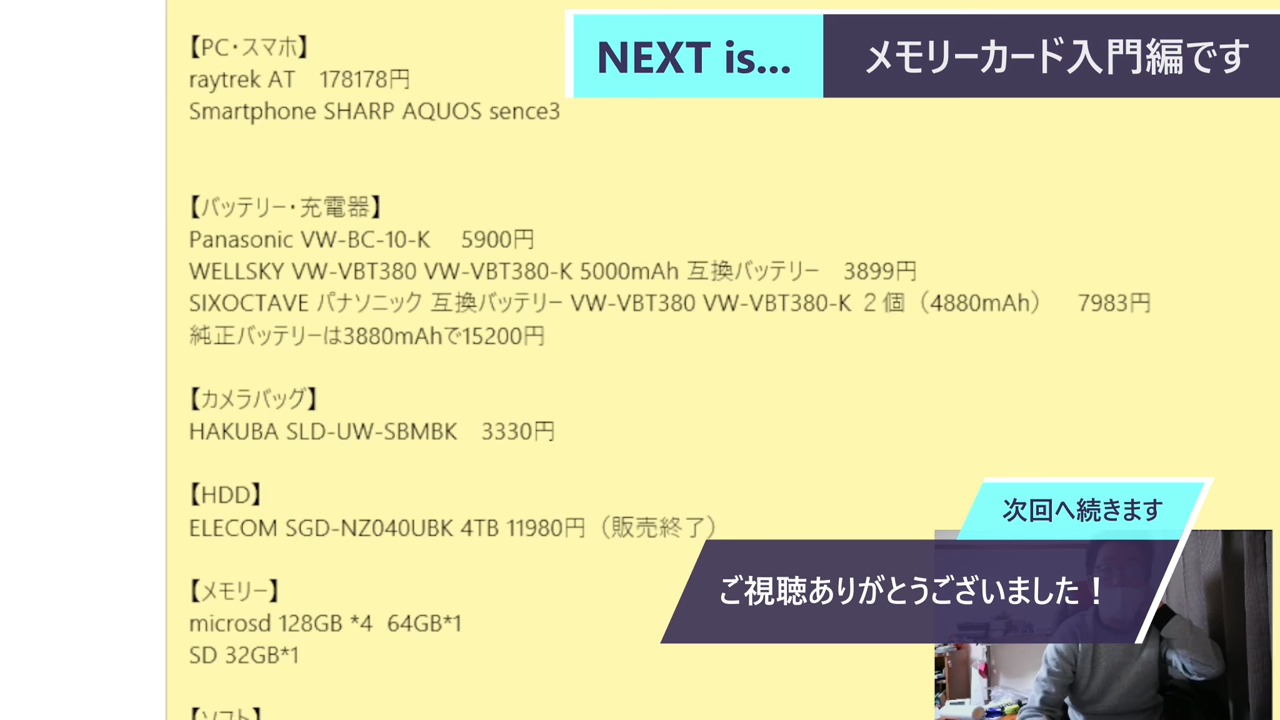 NEXT is...
メモリーカード入門編です
【PC・スマホ】
raytrek AT 178178円
Smartphone SHARP AQUOS sence3
【バッテリー・充電器】
Panasonic VW-BC-10-K 5900円
WELLSKY VW-VBT380 VW-VBT380-K 5000mAh 互換バッテリー 3899円
SIXOCTAVE パナソニック 互換バッテリー VW-VBT380 VW-VBT380-K ２個（4880mAh） 7983円
純正バッテリーは3880mAhで15200円
【カメラバッグ】
HAKUBA SLD-UW-SBMBK 3330円
【HDD】
ELECOM SGD-NZ040UBK 4TB 11980円（販売終了）
次回へ続きます
ご視聴ありがとうございました！
【メモリー】
microsd 128GB *4 64GB*1
SD 32GB*1
【ソフト】